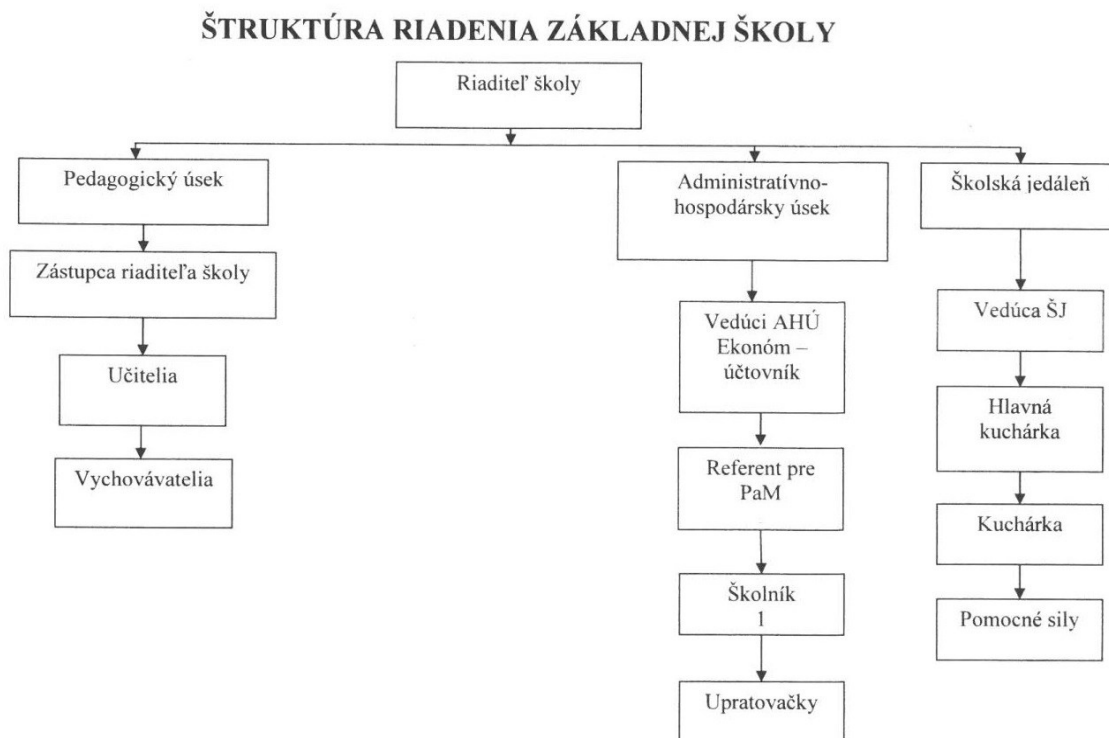 ŠTRUKTÚRA RIADENIA ZÁKLADNEJ ŠKOLY
Riaditeľ školy
Pedagogický úsek
Zástupca riaditeľa školy
Učitelia
Vychovávatelia
Administratívno-
hospodársky úsek
Vedúci AHÚ
Ekonóm –
účtovník
Referent pre
PaM
Školník
1
Upratovačky
Školská jedáleň
Vedúca ŠJ
Hlavná
kuchárka
Kuchárka
Pomocné sily